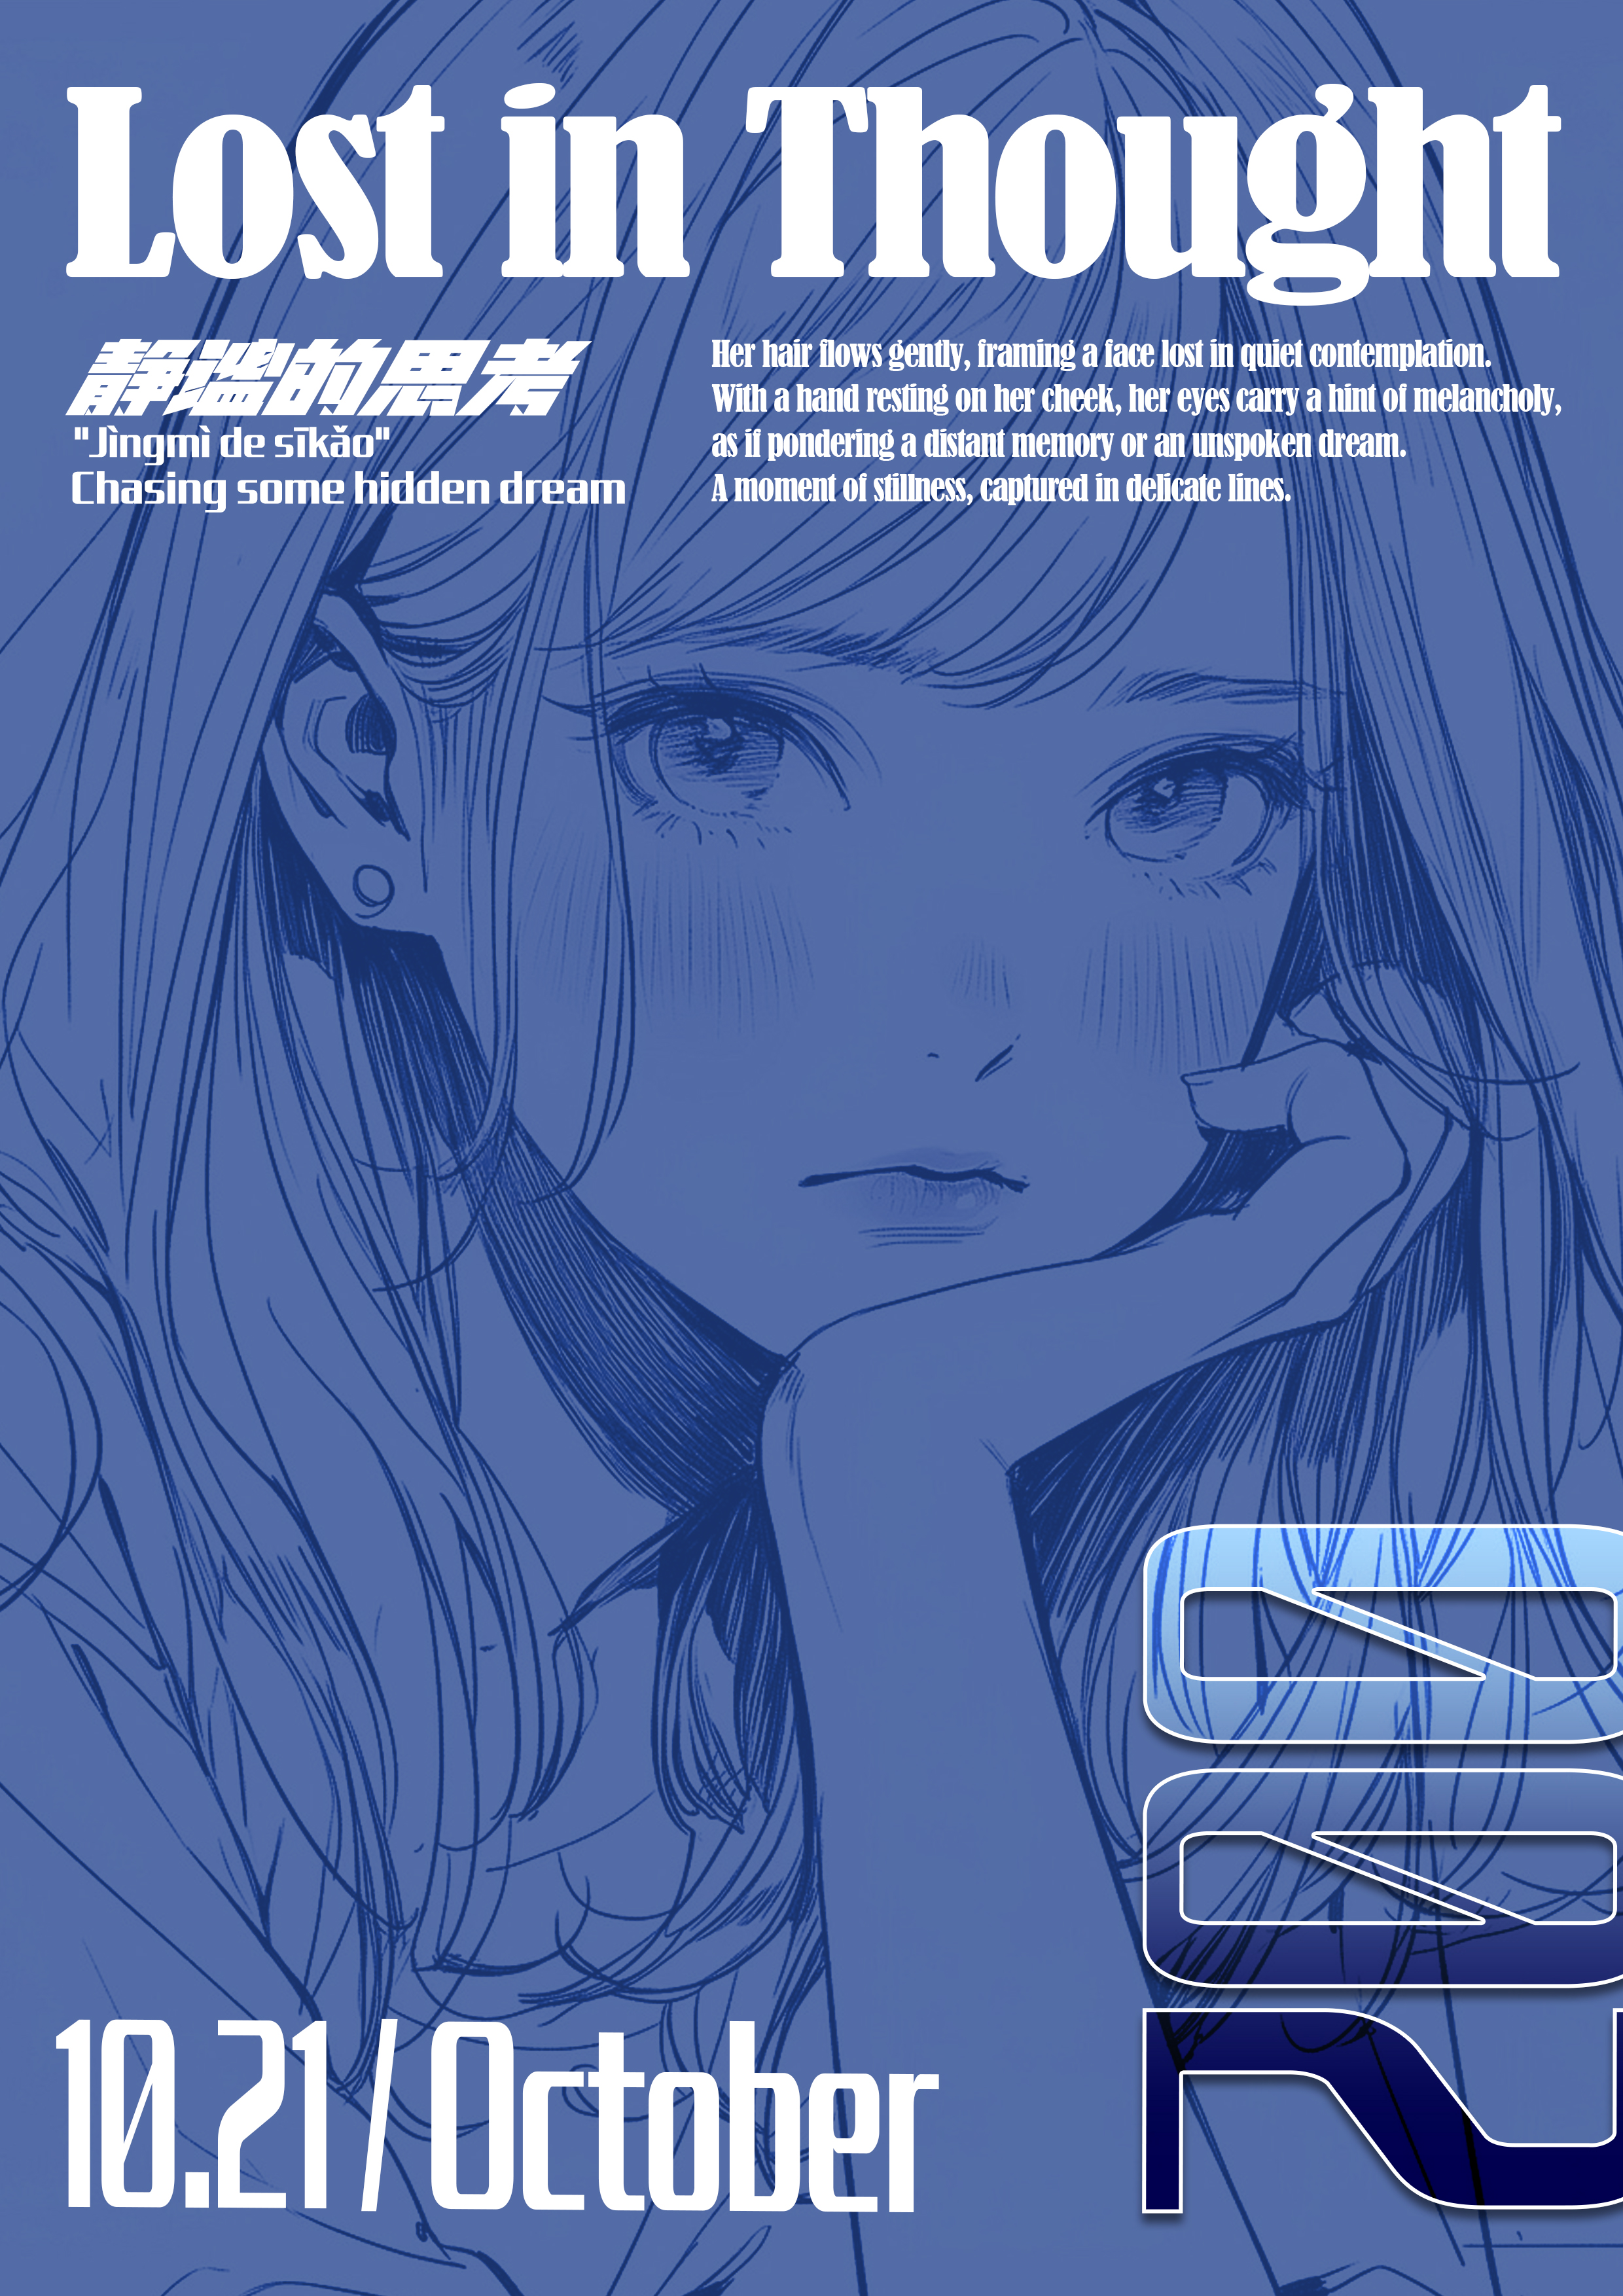 Lost in Thought
静谧的思考
"Jìngmì de sīkǎo"
Chasing some hidden dream
Her hair flows gently, framing a face lost in quiet contemplation.
With a hand resting on her cheek, her eyes carry a hint of melancholy,
as if pondering a distant memory or an unspoken dream.
A moment of stillness, captured in delicate lines.
200
10.21/October